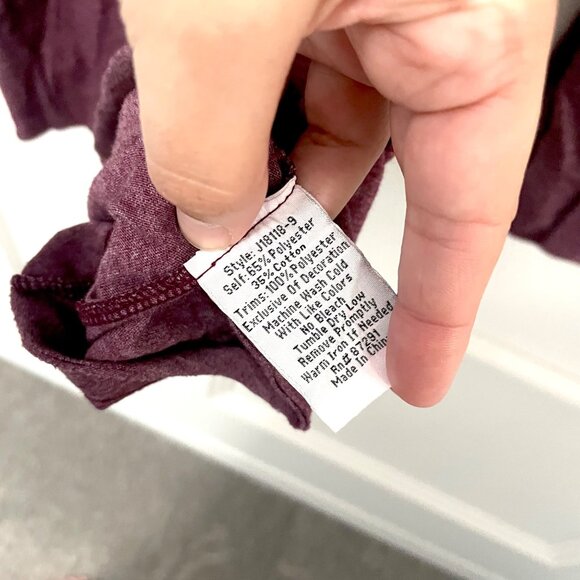 Style: J18118-9
Self: 65% Polyester
35% Cotton
Trims: 100% Polyester
Exclusive Of Decoration
Machine Wash Cold
With Like Colors
No Bleach
Tumble Dry Low
Remove Promptly
Warm Iron If Needed
Rn# 87291
Made In China